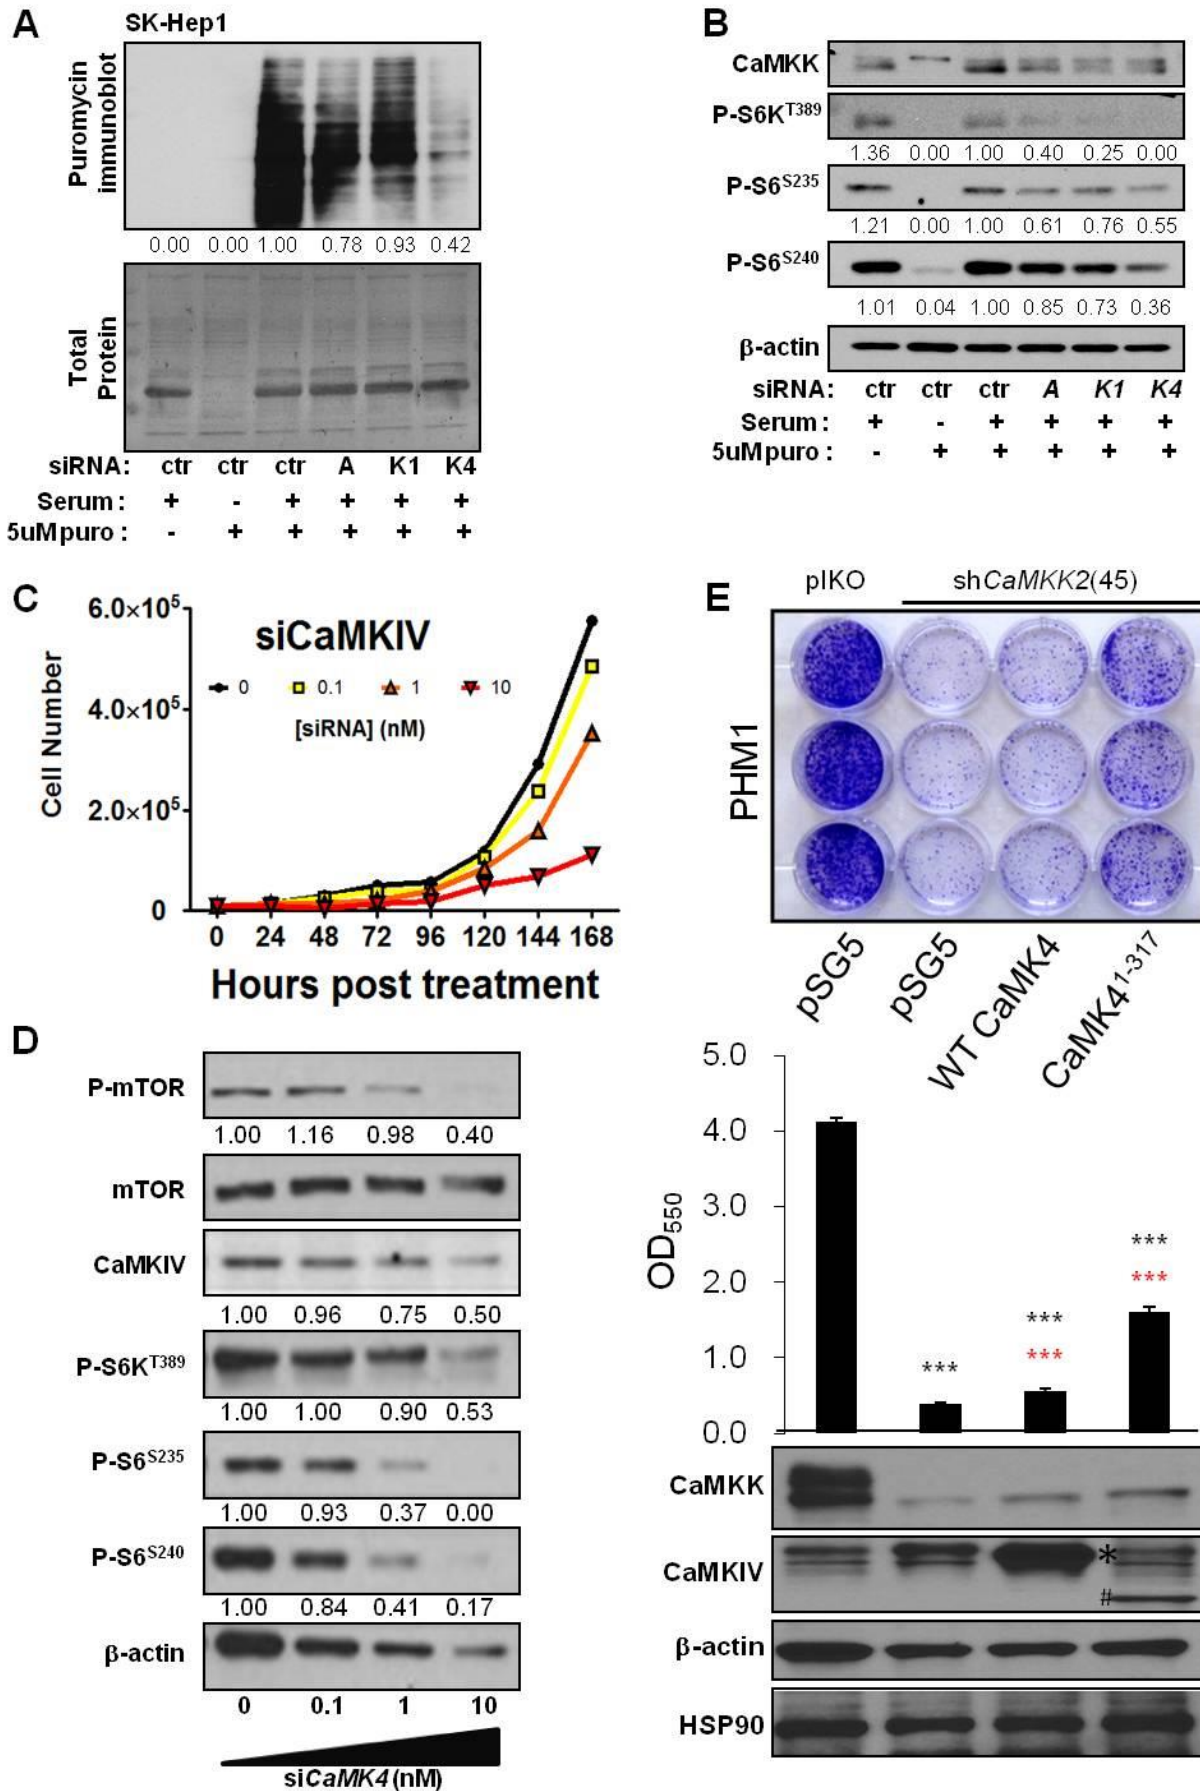 A
SK-Hep1
Puromycin
immunoblot
0.00 0.00 1.00 0.78 0.93 0.42
Total
Protein
siRNA: ctr ctr ctr A K1 K4
Serum: + - + + + +
5uMpuro: - + + + + +
B
CaMKK
P-S6K^T389
1.36 0.00 1.00 0.40 0.25 0.00
P-S6^S235
1.21 0.00 1.00 0.61 0.76 0.55
P-S6^S240
1.01 0.04 1.00 0.85 0.73 0.36
β-actin
siRNA: ctr ctr ctr A K1 K4
Serum: + - + + + +
5uMpuro: - + + + + +
C
siCaMKIV
0 0.1 1 10
[siRNA] (nM)
Cell Number
6.0×10⁵
4.0×10⁵
2.0×10⁵
0
0 24 48 72 96 120 144 168
Hours post treatment
D
P-mTOR
1.00 1.16 0.98 0.40
mTOR
CaMKIV
1.00 0.96 0.75 0.50
P-S6K^T389
1.00 1.00 0.90 0.53
P-S6^S235
1.00 0.93 0.37 0.00
P-S6^S240
1.00 0.84 0.41 0.17
β-actin
0 0.1 1 10
siCaMK4 (nM)
E
pIKO shCaMKK2(45)
PHM1
pSG5 pSG5 WT CaMK4 CaMK4^1-317
OD₅₅₀
5.0
4.0
3.0
2.0
1.0
0.0
***
***
***
***
***
CaMKK
CaMKIV
*
#
β-actin
HSP90